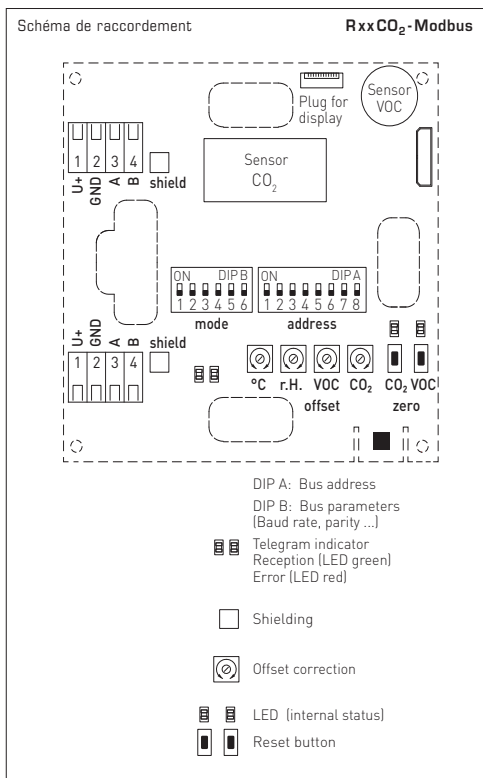 Schéma de raccordement RxxCO₂-Modbus
Plug for
display
Sensor
VOC
1 2 3 4
U+ GND A B shield
Sensor
CO₂
ON DIP B
1 2 3 4 5 6
mode
ON DIP A
1 2 3 4 5 6 7 8
address
U+ GND A B shield
1 2 3 4
°C r.H. VOC CO₂ CO₂ VOC
offset zero
DIP A: Bus address
DIP B: Bus parameters
(Baud rate, parity ...)
Telegram indicator
Reception (LED green)
Error (LED red)
Shielding
Offset correction
LED (internal status)
Reset button